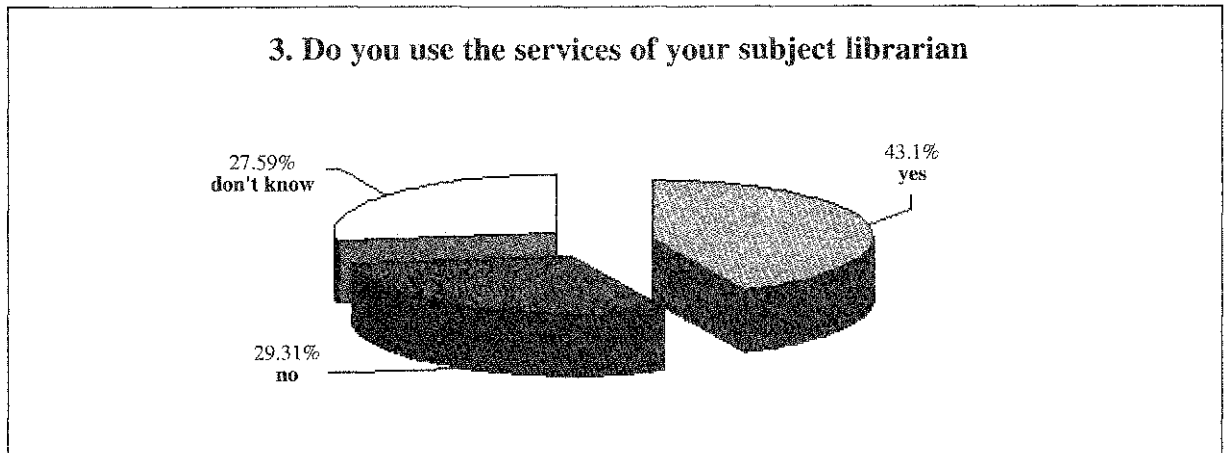 3. Do you use the services of your subject librarian
27.59%
don't know
43.1%
yes
29.31%
no